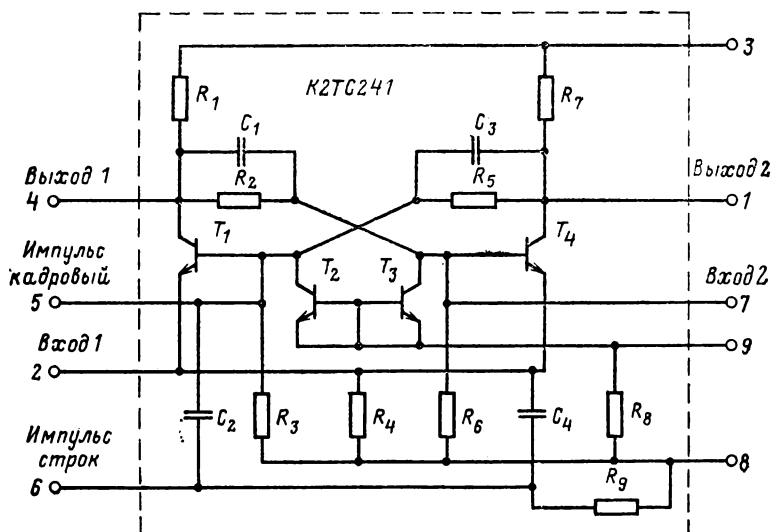 3
К2ТС241
R1
R7
C1
C3
Выход 1
4
R2
R5
Выход 2
1
T1
T4
Импульс
кадровый
5
T2
T3
Вход 2
7
Вход 1
2
9
C2
R3
R4
R6
C4
R8
Импульс
строк
6
8
R9